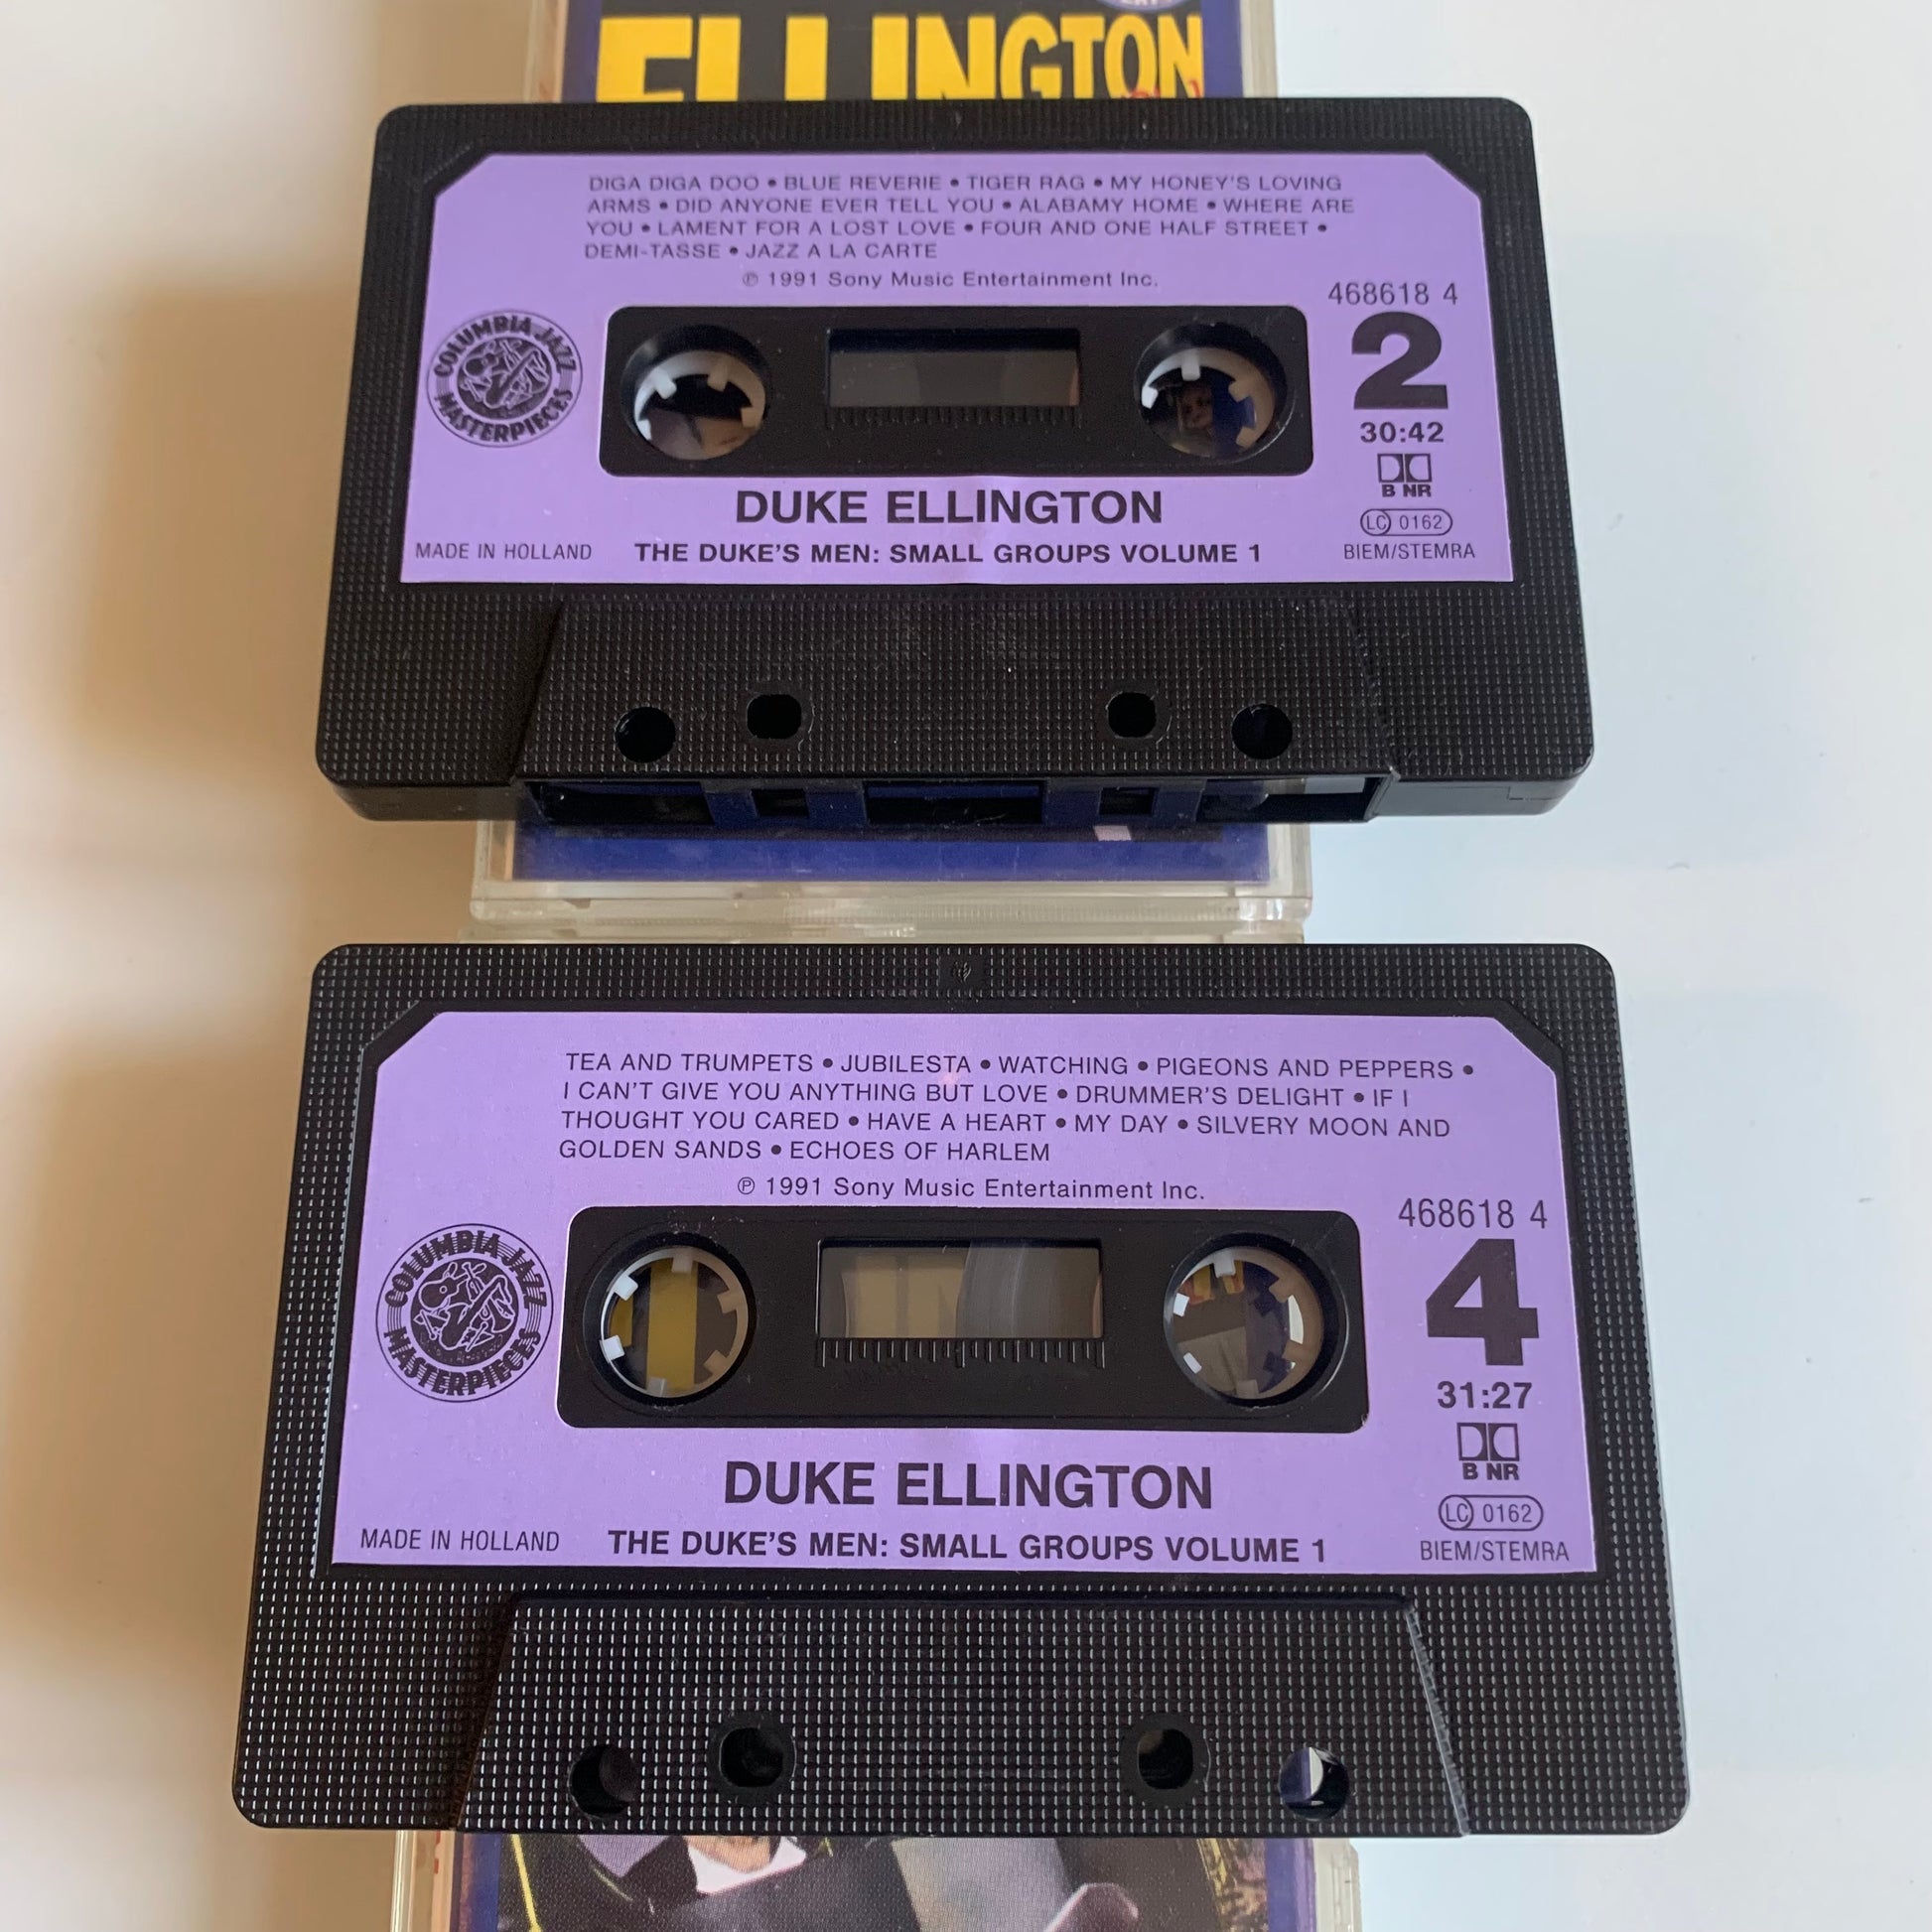 ELLINGTON
DIGA DIGA DOO • BLUE REVERIE • TIGER RAG • MY HONEY'S LOVING
ARMS • DID ANYONE EVER TELL YOU • ALABAMY HOME • WHERE ARE
YOU • LAMENT FOR A LOST LOVE • FOUR AND ONE HALF STREET •
DEMI-TASSE • JAZZ A LA CARTE
℗ 1991 Sony Music Entertainment Inc.
468618 4
COLUMBIA JAZZ
MASTERPIECES
2
30:42
B NR
DUKE ELLINGTON
LC 0162
MADE IN HOLLAND
THE DUKE'S MEN: SMALL GROUPS VOLUME 1
BIEM/STEMRA
TEA AND TRUMPETS • JUBILESTA • WATCHING • PIGEONS AND PEPPERS •
I CAN'T GIVE YOU ANYTHING BUT LOVE • DRUMMER'S DELIGHT • IF I
THOUGHT YOU CARED • HAVE A HEART • MY DAY • SILVERY MOON AND
GOLDEN SANDS • ECHOES OF HARLEM
℗ 1991 Sony Music Entertainment Inc.
468618 4
COLUMBIA JAZZ
MASTERPIECES
4
31:27
B NR
DUKE ELLINGTON
LC 0162
MADE IN HOLLAND
THE DUKE'S MEN: SMALL GROUPS VOLUME 1
BIEM/STEMRA